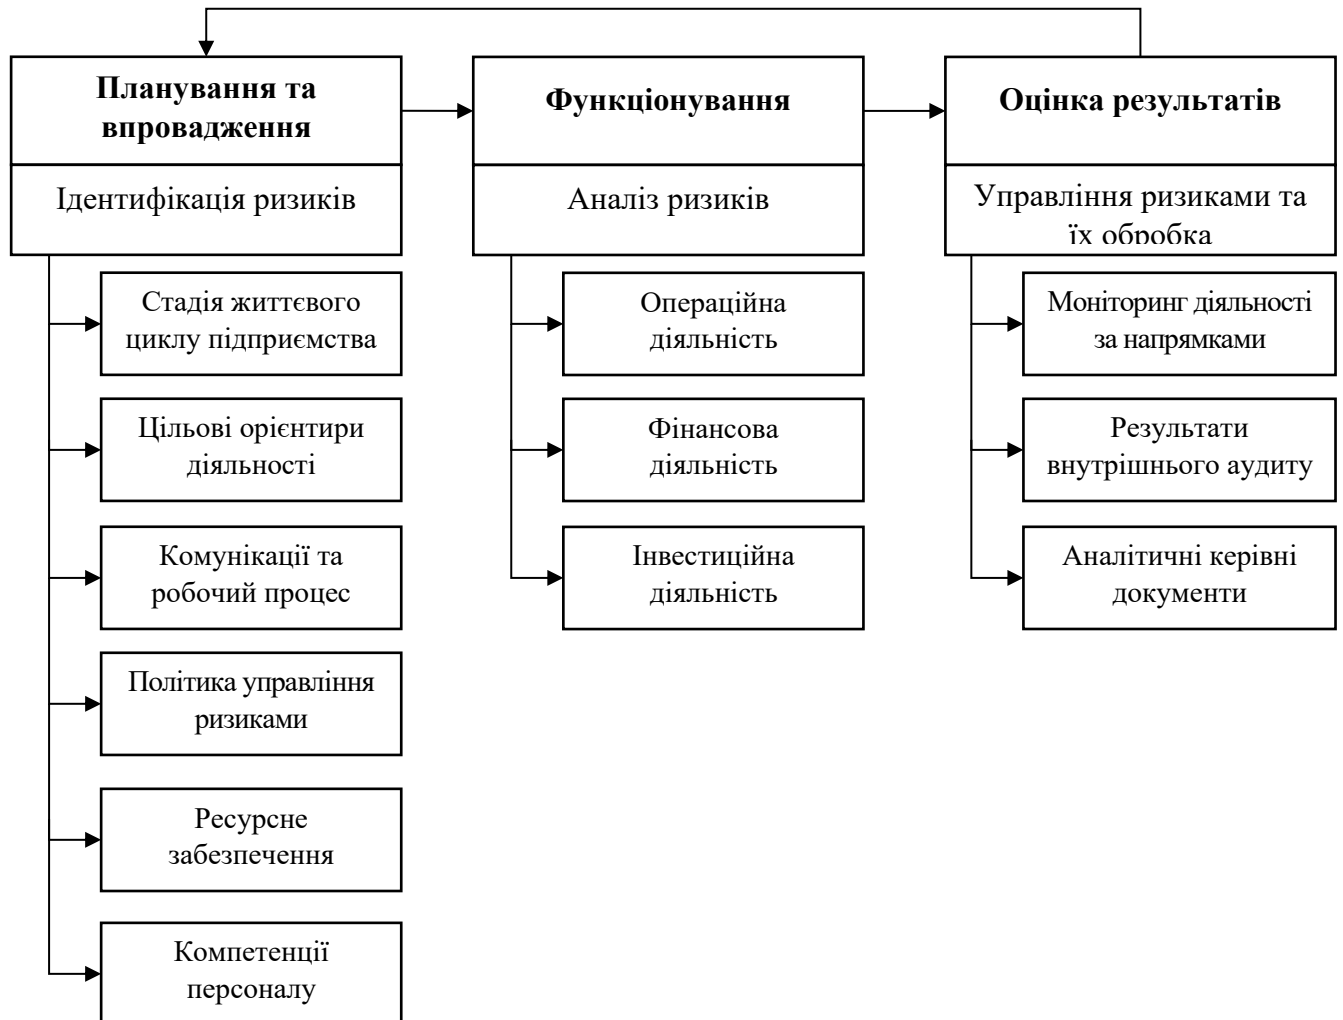 Планування та
впровадження
Ідентифікація ризиків
Стадія життєвого
циклу підприємства
Цільові орієнтири
діяльності
Комунікації та
робочий процес
Політика управління
ризиками
Ресурсне
забезпечення
Компетенції
персоналу
Функціонування
Аналіз ризиків
Операційна
діяльність
Фінансова
діяльність
Інвестиційна
діяльність
Оцінка результатів
Управління ризиками та
їх обробка
Моніторинг діяльності
за напрямками
Результати
внутрішнього аудиту
Аналітичні керівні
документи